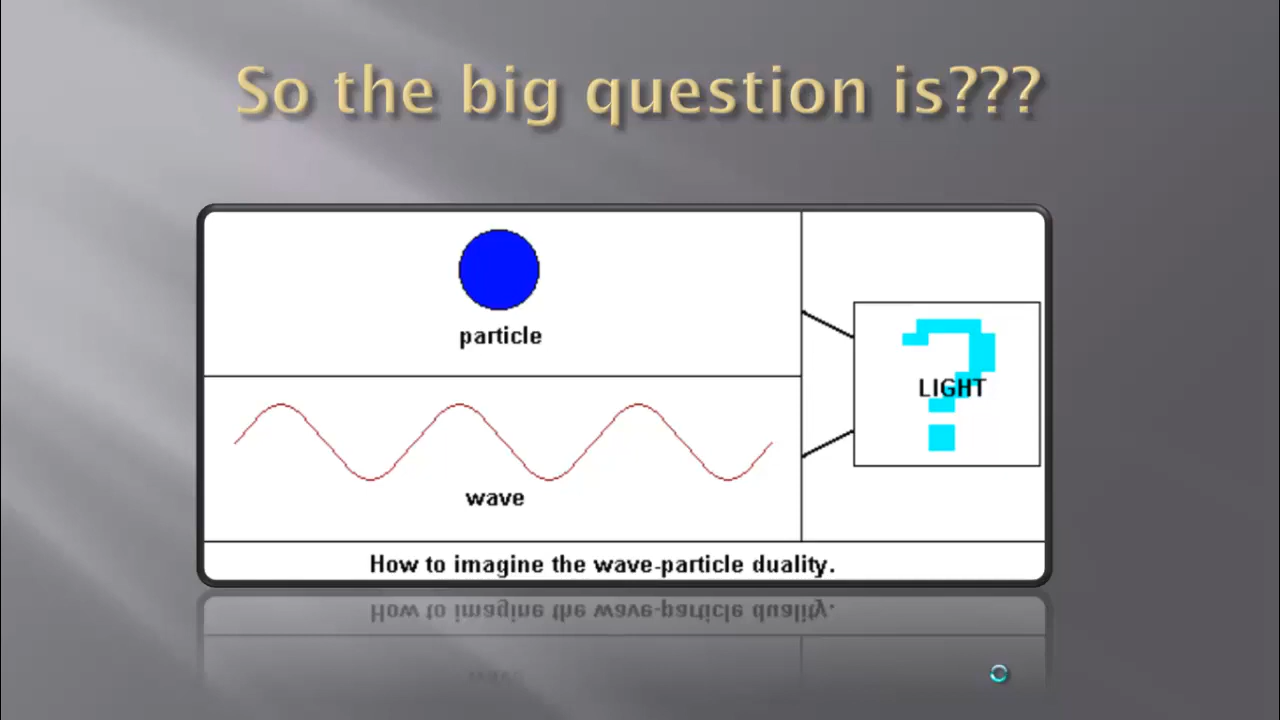 So the big question is???
particle
LIGHT
wave
How to imagine the wave-particle duality.